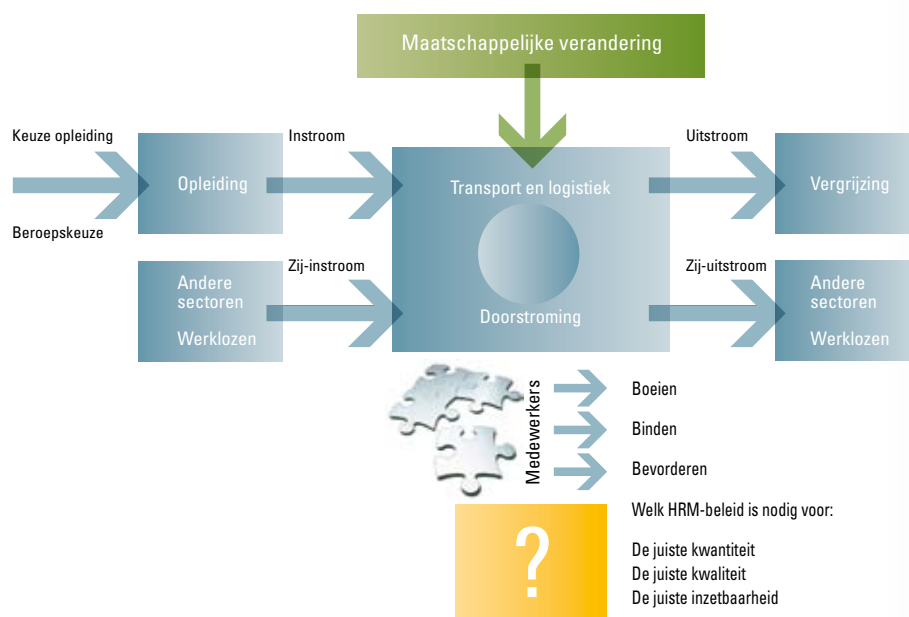 Maatschappelijke verandering
Keuze opleiding
Instroom
Uitstroom
Opleiding
Transport en logistiek
Vergrijzing
Beroepskeuze
Zij-instroom
Zij-uitstroom
Andere
sectoren
Werklozen
Doorstroming
Andere
sectoren
Werklozen
Medewerkers
Boeien
Binden
Bevorderen
?
Welk HRM-beleid is nodig voor:
De juiste kwantiteit
De juiste kwaliteit
De juiste inzetbaarheid